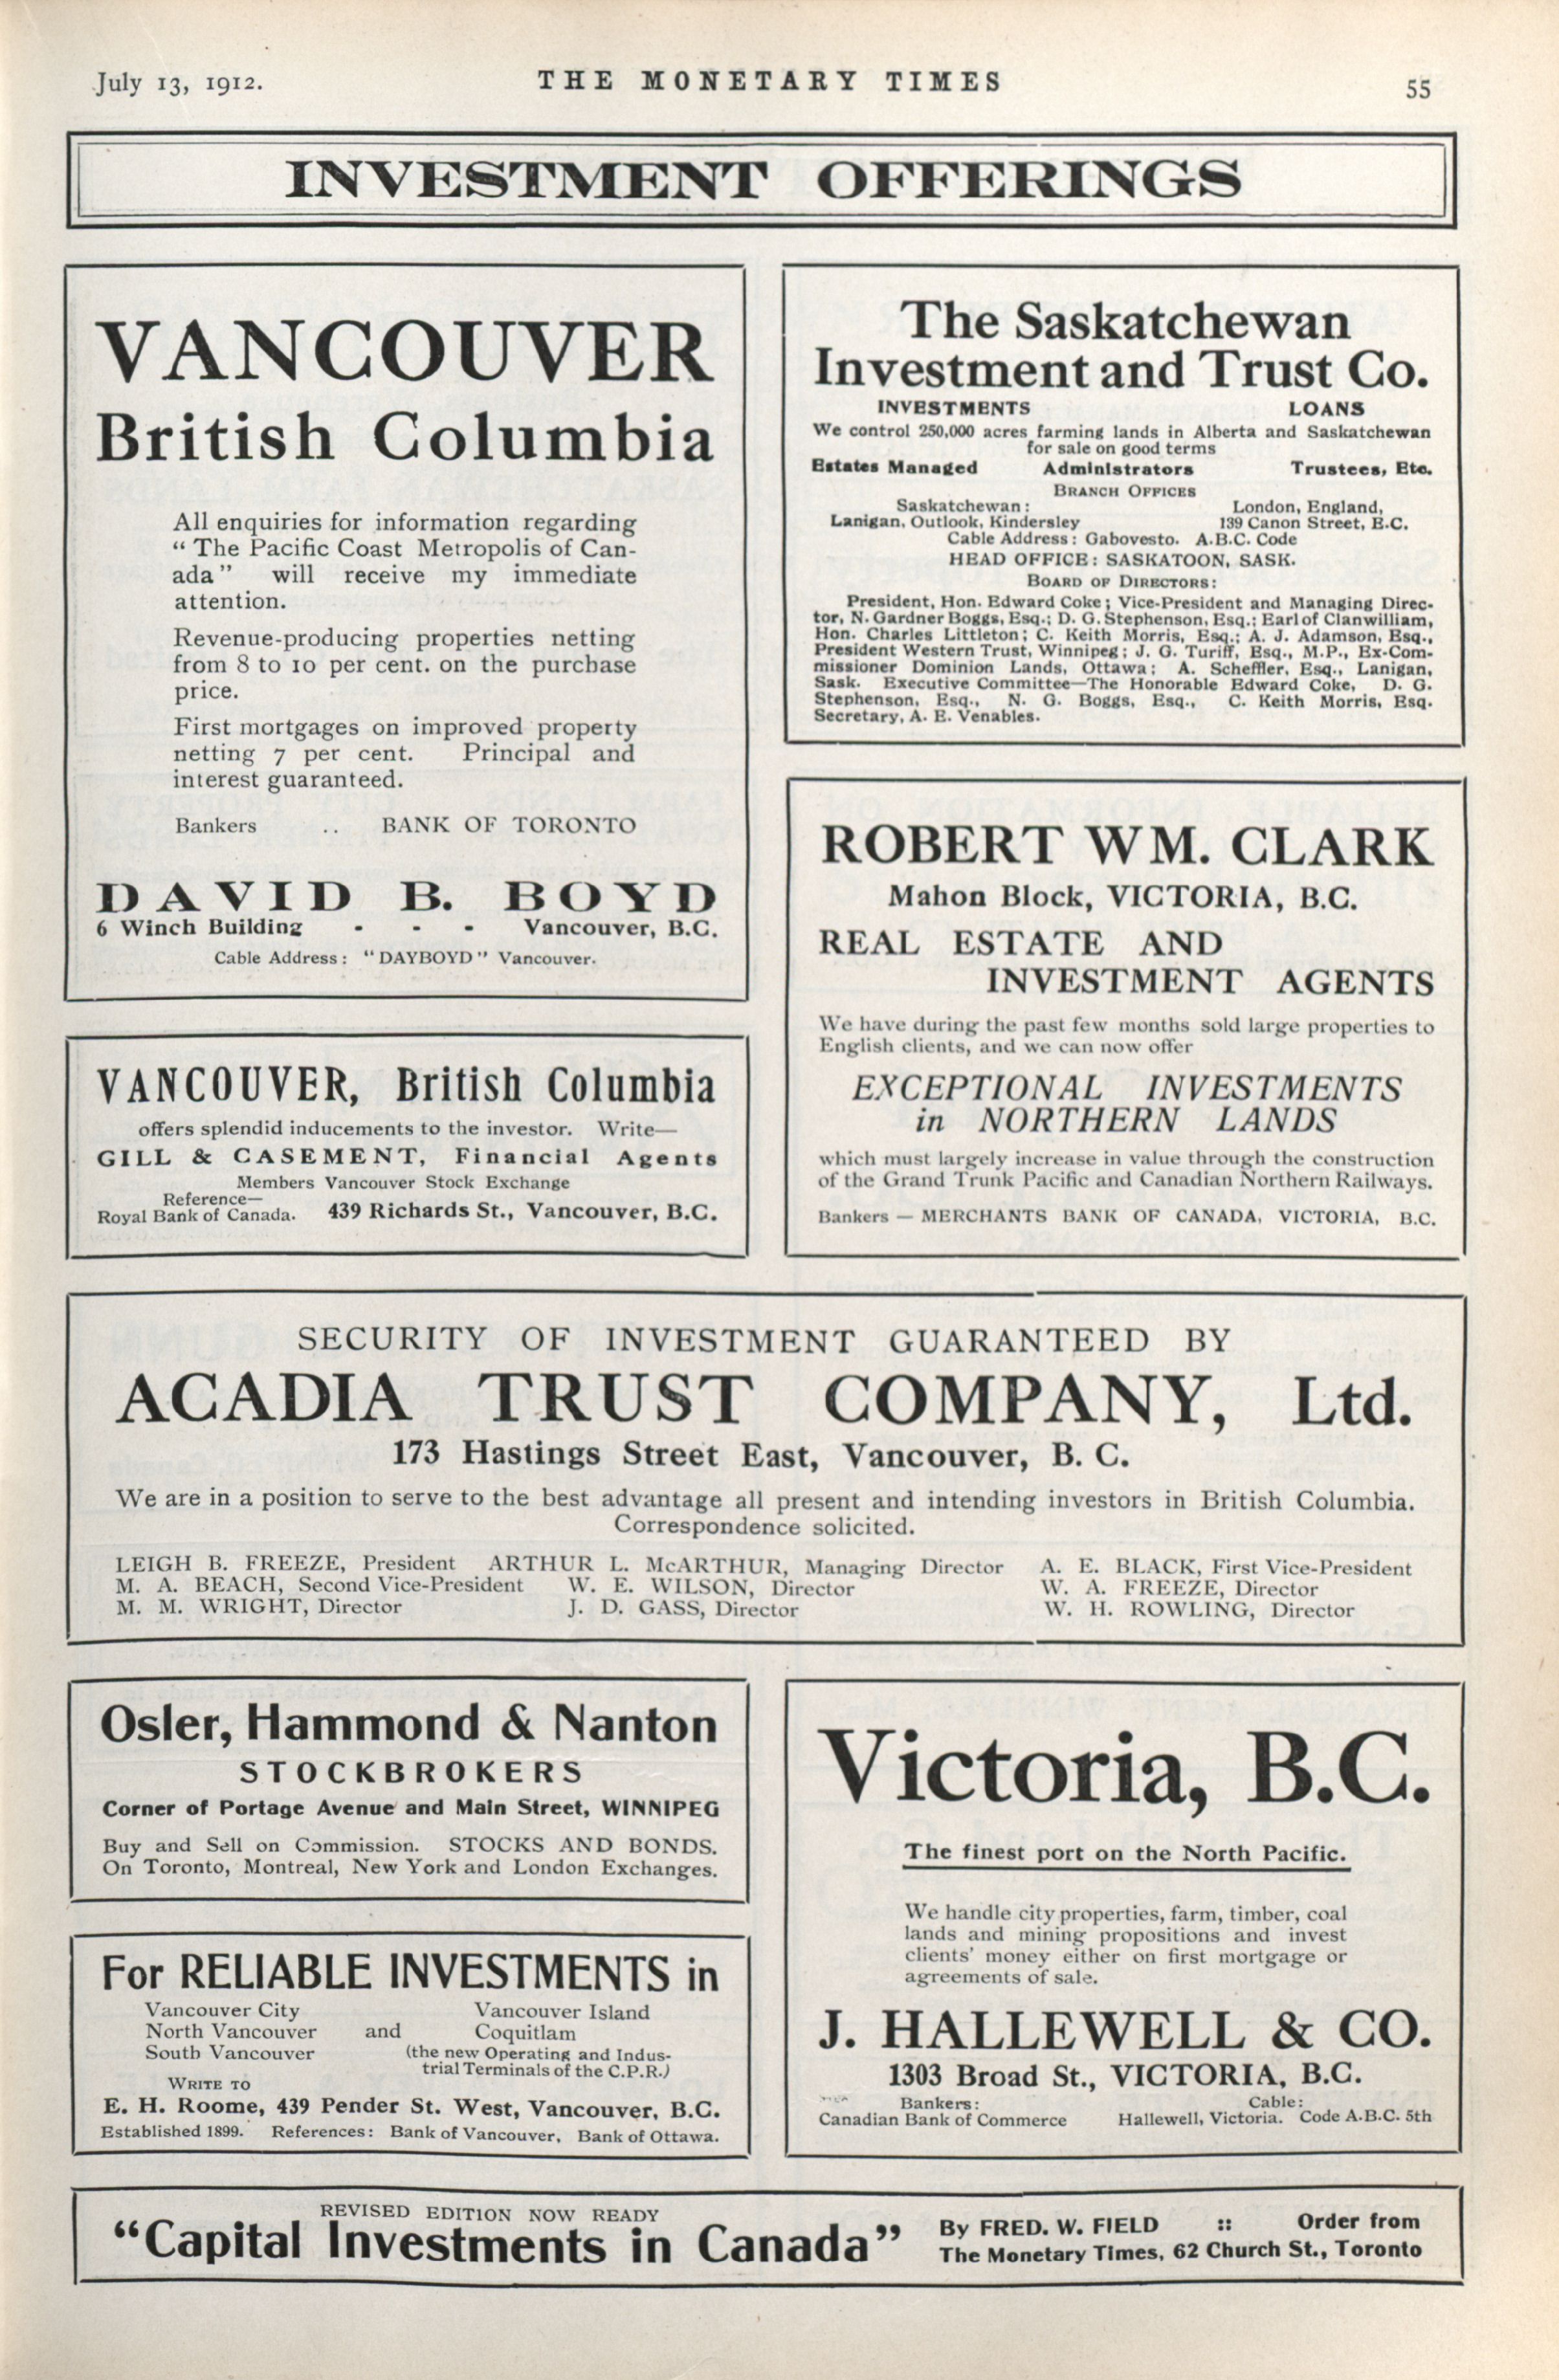 July 13, 1912.
THE MONETARY TIMES
55
INVESTMENT OFFERINGS
VANCOUVER
British Columbia
All enquiries for information regarding
“ The Pacific Coast Metropolis of Can-
ada” will receive my immediate
attention.
Revenue-producing properties netting
from 8 to 10 per cent. on the purchase
price.
First mortgages on improved property
netting 7 per cent. Principal and
interest guaranteed.
Bankers .. BANK OF TORONTO
DAVID B. BOYD
6 Winch Building - - - Vancouver, B.C.
Cable Address: “DAYBOYD” Vancouver.
VANCOUVER, British Columbia
offers splendid inducements to the investor. Write—
GILL & CASEMENT, Financial Agents
Members Vancouver Stock Exchange
Reference—
Royal Bank of Canada. 439 Richards St., Vancouver, B.C.
The Saskatchewan
Investment and Trust Co.
INVESTMENTS LOANS
We control 250,000 acres farming lands in Alberta and Saskatchewan
for sale on good terms
Estates Managed Administrators Trustees, Etc.
BRANCH OFFICES
Saskatchewan: London, England,
Lanigan, Outlook, Kindersley 139 Canon Street, E.C.
Cable Address: Gabovesto. A.B.C. Code
HEAD OFFICE: SASKATOON, SASK.
BOARD OF DIRECTORS:
President, Hon. Edward Coke; Vice-President and Managing Direc-
tor, N. Gardner Boggs, Esq.; D. G. Stephenson, Esq.; Earl of Clanwilliam,
Hon. Charles Littleton; C. Keith Morris, Esq.; A. J. Adamson, Esq.,
President Western Trust, Winnipeg; J. G. Turiff, Esq., M.P., Ex-Com-
missioner Dominion Lands, Ottawa; A. Scheffler, Esq., Lanigan,
Sask. Executive Committee—The Honorable Edward Coke, D. G.
Stephenson, Esq., N. G. Boggs, Esq., C. Keith Morris, Esq.
Secretary, A. E. Venables.
ROBERT WM. CLARK
Mahon Block, VICTORIA, B.C.
REAL ESTATE AND
INVESTMENT AGENTS
We have during the past few months sold large properties to
English clients, and we can now offer
EXCEPTIONAL INVESTMENTS
in NORTHERN LANDS
which must largely increase in value through the construction
of the Grand Trunk Pacific and Canadian Northern Railways.
Bankers — MERCHANTS BANK OF CANADA, VICTORIA, B.C.
SECURITY OF INVESTMENT GUARANTEED BY
ACADIA TRUST COMPANY, Ltd.
173 Hastings Street East, Vancouver, B. C.
We are in a position to serve to the best advantage all present and intending investors in British Columbia.
Correspondence solicited.
LEIGH B. FREEZE, President ARTHUR L. McARTHUR, Managing Director A. E. BLACK, First Vice-President
M. A. BEACH, Second Vice-President W. E. WILSON, Director W. A. FREEZE, Director
M. M. WRIGHT, Director J. D. GASS, Director W. H. ROWLING, Director
Osler, Hammond & Nanton
STOCKBROKERS
Corner of Portage Avenue and Main Street, WINNIPEG
Buy and Sell on Commission. STOCKS AND BONDS.
On Toronto, Montreal, New York and London Exchanges.
For RELIABLE INVESTMENTS in
Vancouver City Vancouver Island
North Vancouver and Coquitlam
South Vancouver (the new Operating and Indus-
trial Terminals of the C.P.R.)
WRITE TO
E. H. Roome, 439 Pender St. West, Vancouver, B.C.
Established 1899. References: Bank of Vancouver, Bank of Ottawa.
Victoria, B.C.
The finest port on the North Pacific.
We handle city properties, farm, timber, coal
lands and mining propositions and invest
clients’ money either on first mortgage or
agreements of sale.
J. HALLEWELL & CO.
1303 Broad St., VICTORIA, B.C.
Bankers: Cable:
Canadian Bank of Commerce Hallewell, Victoria. Code A.B.C. 5th
REVISED EDITION NOW READY
“Capital Investments in Canada”
By FRED. W. FIELD :: Order from
The Monetary Times, 62 Church St., Toronto